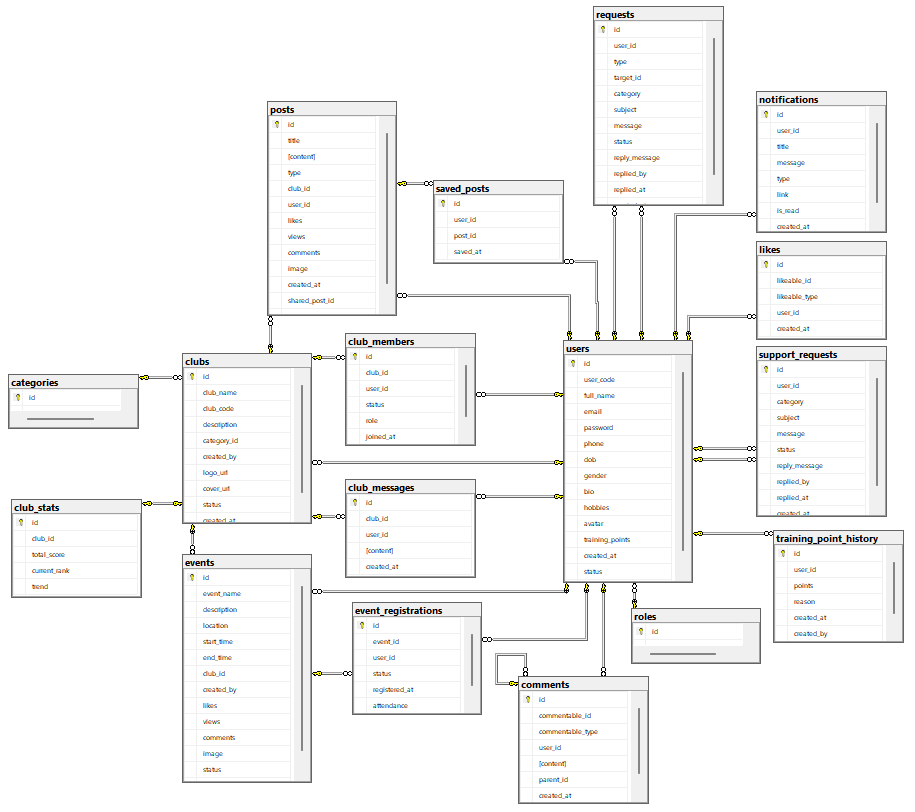 requests
id
user_id
type
target_id
category
subject
message
status
reply_message
replied_by
replied_at
notifications
id
user_id
title
message
type
link
is_read
created_at
posts
id
title
[content]
type
club_id
user_id
likes
views
comments
image
created_at
shared_post_id
saved_posts
id
user_id
post_id
saved_at
likes
id
likeable_id
likeable_type
user_id
created_at
club_members
id
club_id
user_id
status
role
joined_at
users
id
user_code
full_name
email
password
phone
dob
gender
bio
hobbies
avatar
training_points
created_at
status
support_requests
id
user_id
category
subject
message
status
reply_message
replied_by
replied_at
created_at
clubs
id
club_name
club_code
description
category_id
created_by
logo_url
cover_url
status
created_at
categories
id
club_messages
id
club_id
user_id
[content]
created_at
club_stats
id
club_id
total_score
current_rank
trend
training_point_history
id
user_id
points
reason
created_at
created_by
events
id
event_name
description
location
start_time
end_time
club_id
created_by
likes
views
comments
image
status
event_registrations
id
event_id
user_id
status
registered_at
attendance
roles
id
comments
id
commentable_id
commentable_type
user_id
[content]
parent_id
created_at